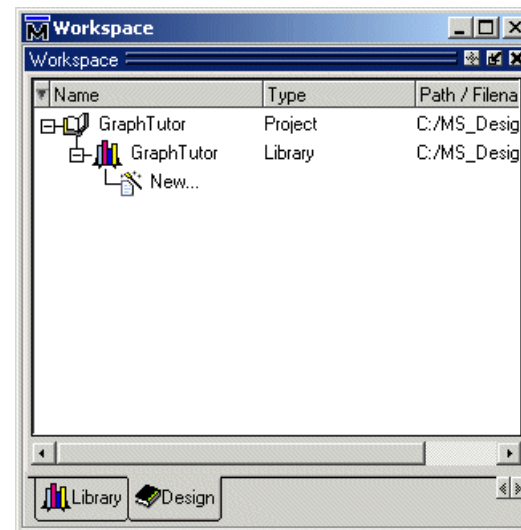 Workspace
Workspace
Name Type Path / Filena
GraphTutor Project C:/MS_Desig
GraphTutor Library C:/MS_Desig
New...
Library Design